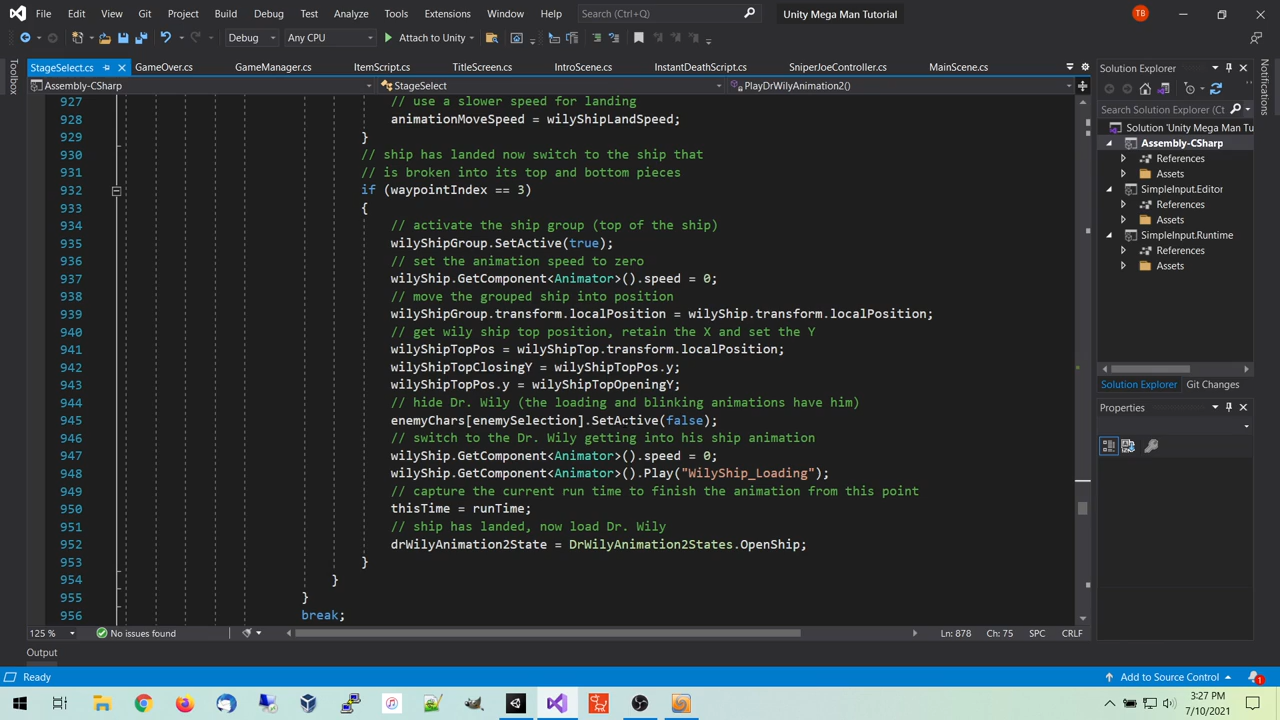 File Edit View Git Project Build Debug Test Analyze Tools Extensions Window Help Search (Ctrl+Q) Unity Mega Man Tutorial TB
Debug Any CPU Attach to Unity
Toolbox
StageSelect.cs GameOver.cs GameManager.cs ItemScript.cs TitleScreen.cs IntroScene.cs InstantDeathScript.cs SniperJoeController.cs MainScene.cs
Assembly-CSharp StageSelect PlayDrWilyAnimation2()
927 // use a slower speed for landing
928 animationMoveSpeed = wilyShipLandSpeed;
929 }
930 // ship has landed now switch to the ship that
931 // is broken into its top and bottom pieces
932 if (waypointIndex == 3)
933 {
934 // activate the ship group (top of the ship)
935 wilyShipGroup.SetActive(true);
936 // set the animation speed to zero
937 wilyShip.GetComponent<Animator>().speed = 0;
938 // move the grouped ship into position
939 wilyShipGroup.transform.localPosition = wilyShip.transform.localPosition;
940 // get wily ship top position, retain the X and set the Y
941 wilyShipTopPos = wilyShipTop.transform.localPosition;
942 wilyShipTopClosingY = wilyShipTopPos.y;
943 wilyShipTopPos.y = wilyShipTopOpeningY;
944 // hide Dr. Wily (the loading and blinking animations have him)
945 enemyChars[enemySelection].SetActive(false);
946 // switch to the Dr. Wily getting into his ship animation
947 wilyShip.GetComponent<Animator>().speed = 0;
948 wilyShip.GetComponent<Animator>().Play("WilyShip_Loading");
949 // capture the current run time to finish the animation from this point
950 thisTime = runTime;
951 // ship has landed, now load Dr. Wily
952 drWilyAnimation2State = DrWilyAnimation2States.OpenShip;
953 }
954 }
955 }
956 break;
125 % No issues found Ln: 878 Ch: 75 SPC CRLF
Output
Solution Explorer
Search Solution Explorer (Ct
Solution 'Unity Mega Man Tu
Assembly-CSharp
References
Assets
SimpleInput.Editor
References
Assets
SimpleInput.Runtime
References
Assets
Solution Explorer Git Changes
Properties
Notifications
Ready Add to Source Control 1
3:27 PM
7/10/2021